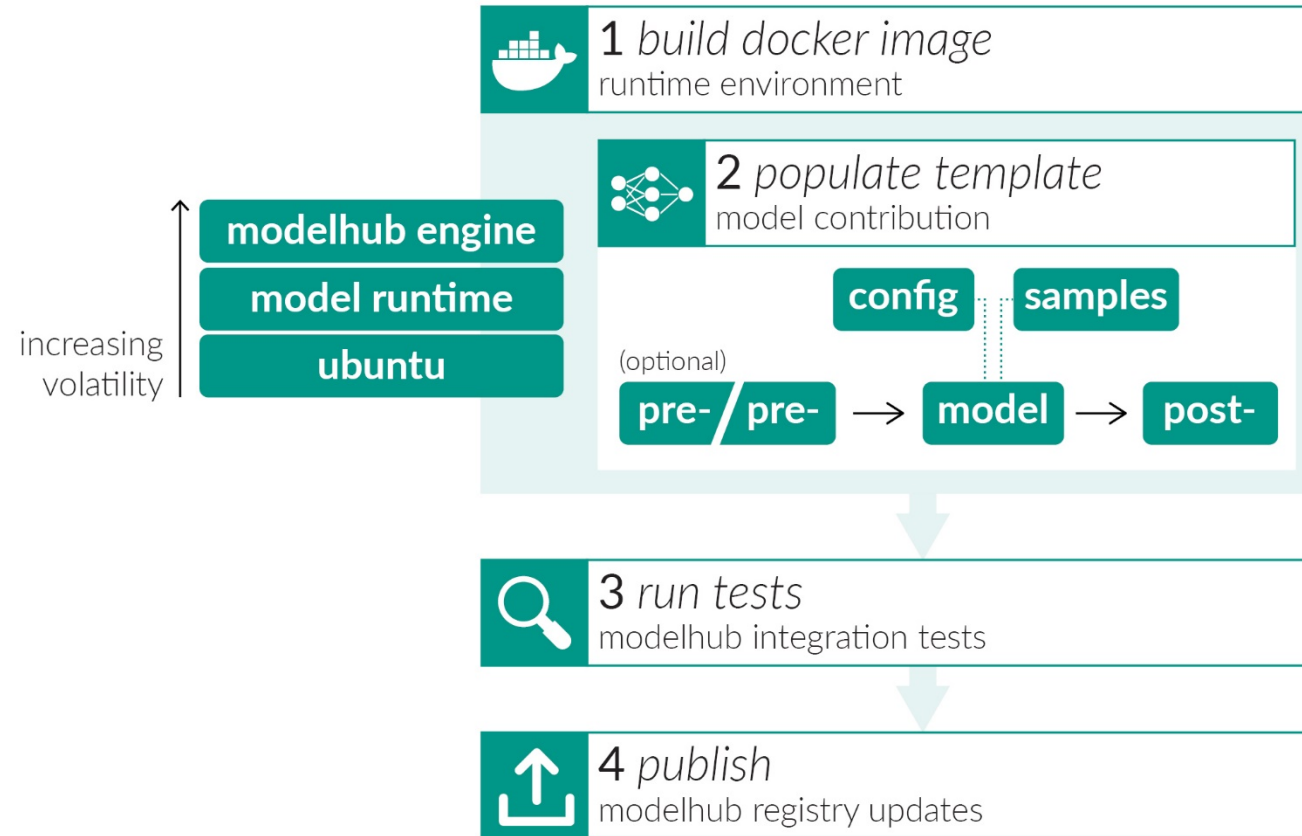 1 build docker image
runtime environment
2 populate template
model contribution
modelhub engine
model runtime
ubuntu
increasing
volatility
config
samples
(optional)
pre- / pre-
model
post-
3 run tests
modelhub integration tests
4 publish
modelhub registry updates